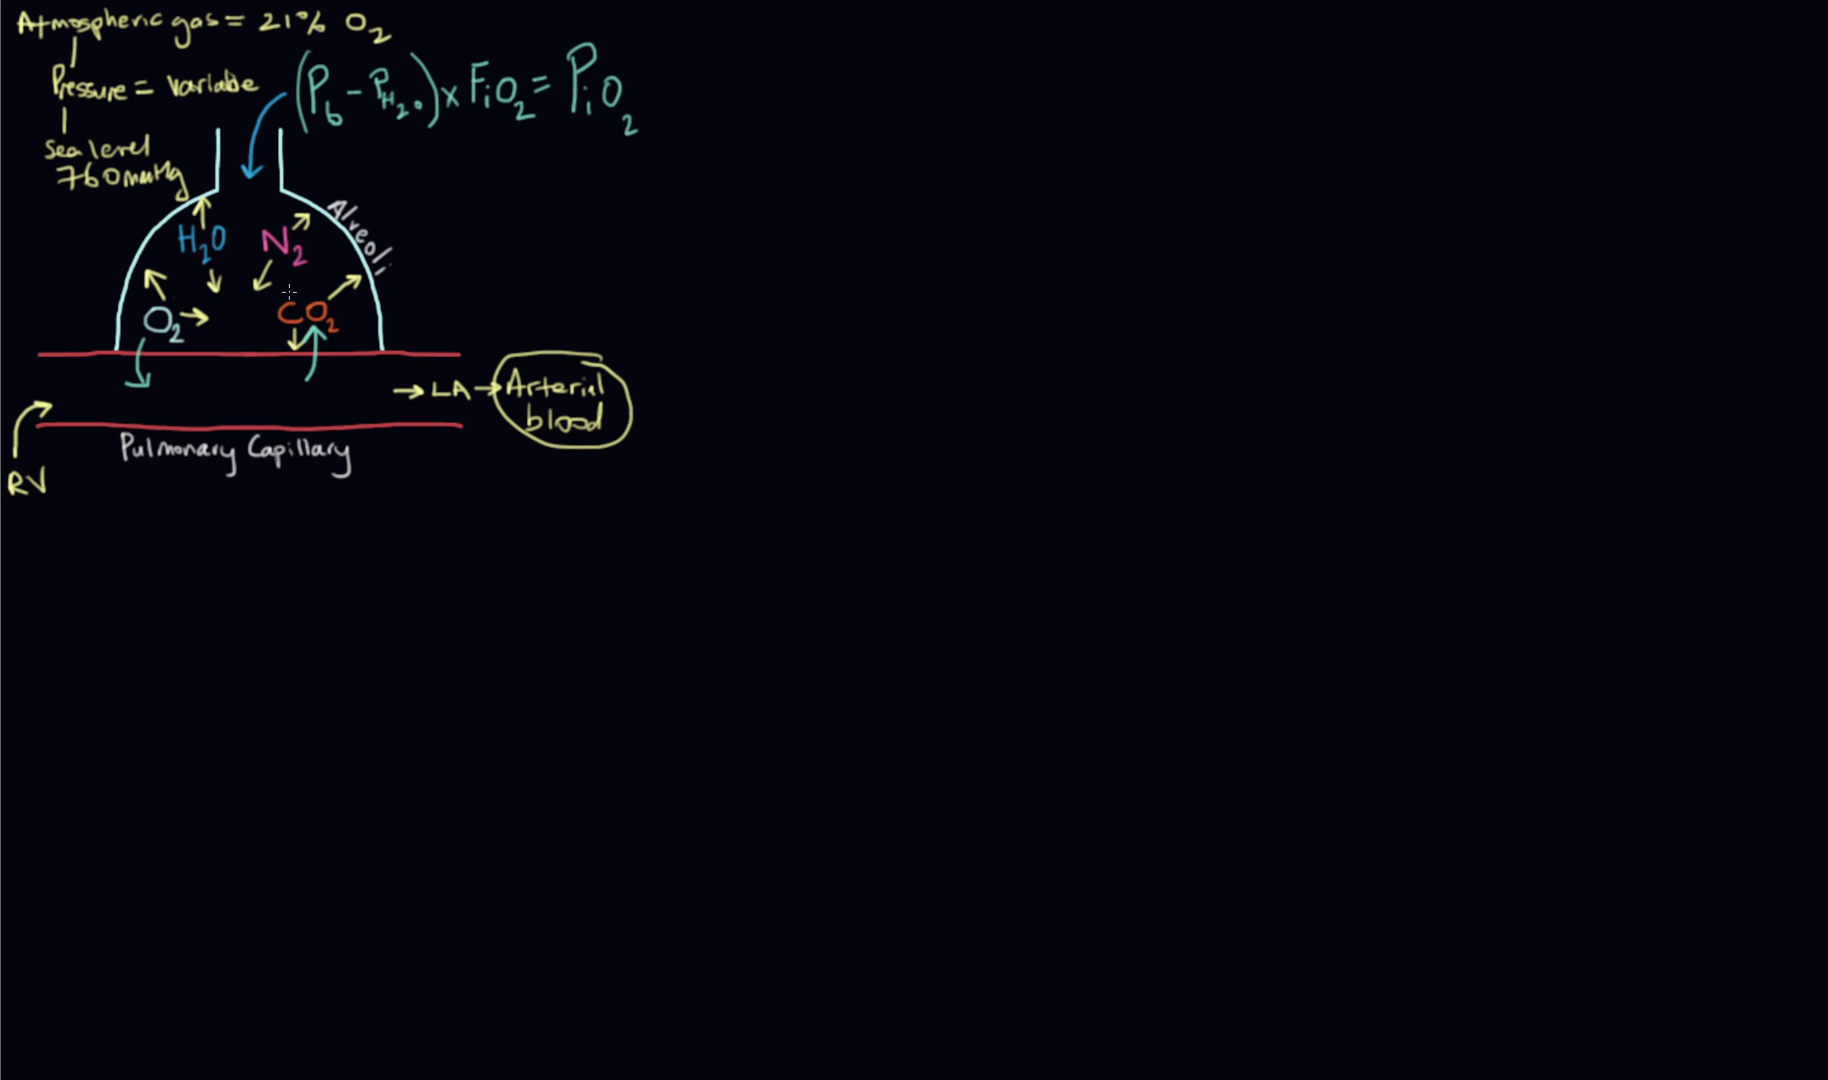 Atmospheric gas = 21% O₂
Pressure = variable
(Pb - PH₂O) x FiO₂ = PiO₂
Sea level
760mmHg
Alveoli
H₂O
N₂
O₂
CO₂
→ LA → Arterial
blood
Pulmonary Capillary
RV